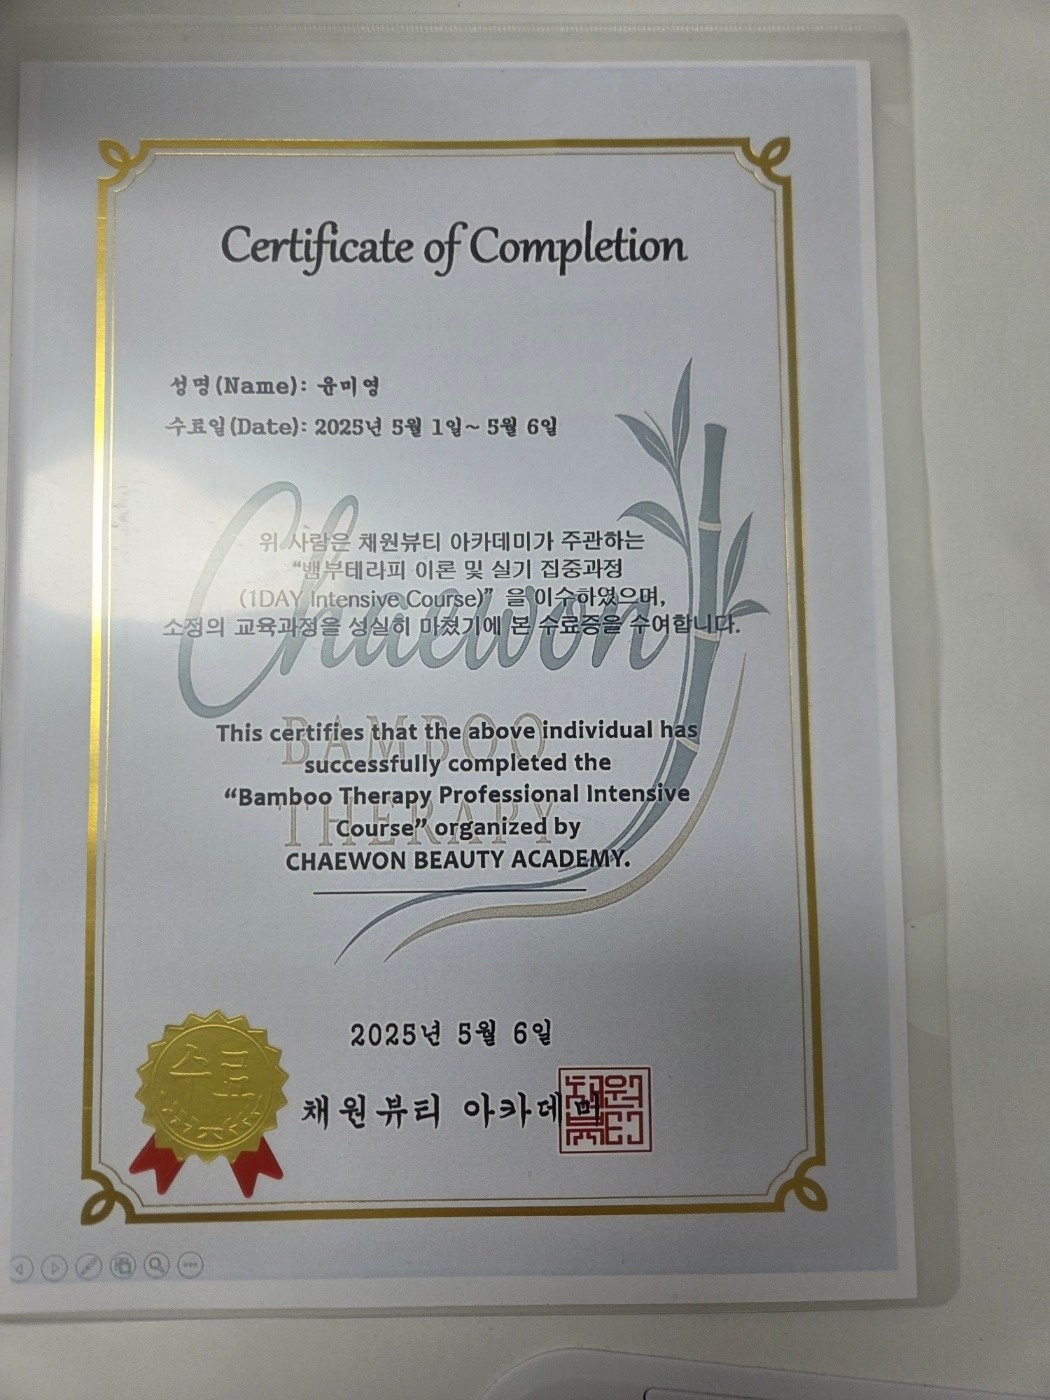 Certificate of Completion
성명(Name): 윤미영
수료일(Date): 2025년 5월 1일~ 5월 6일
위 사람은 채원뷰티 아카데미가 주관하는
“뱀부테라피 이론 및 실기 집중과정
(1DAY Intensive Course)” 을 이수하였으며,
소정의 교육과정을 성실히 마쳤기에 본 수료증을 수여합니다.
Chaewon
BAMBOO
THERAPY
This certifies that the above individual has
successfully completed the
“Bamboo Therapy Professional Intensive
Course” organized by
CHAEWON BEAUTY ACADEMY.
2025년 5월 6일
수료
채원뷰티 아카데미